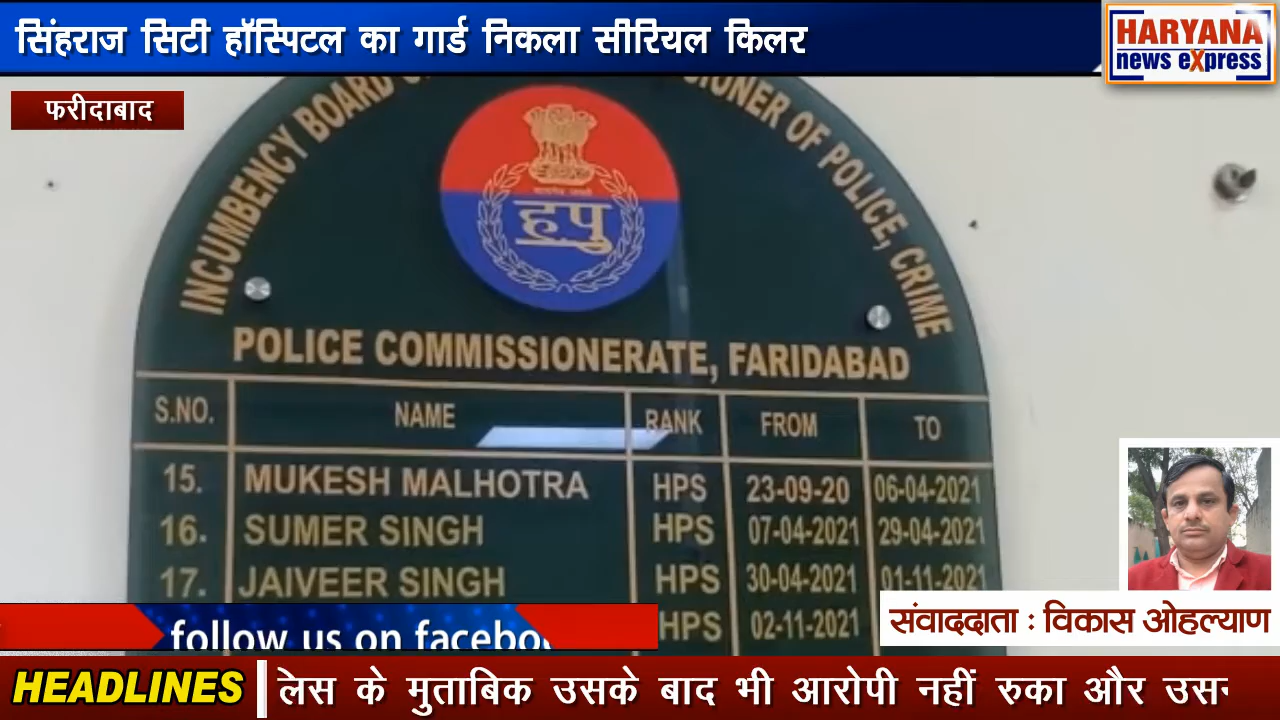 सिंहराज सिटी हॉस्पिटल का गार्ड निकला सीरियल किलर
HARYANA
news eXpress
फरीदाबाद
INCUMBENCY BOARD OF POLICE, CRIME
हपु
POLICE COMMISSIONERATE, FARIDABAD
S.NO. NAME RANK FROM TO
15. MUKESH MALHOTRA HPS 23-09-20 06-04-2021
16. SUMER SINGH HPS 07-04-2021 29-04-2021
17. JAIVEER SINGH HPS 30-04-2021 01-11-2021
HPS 02-11-2021
संवाददाता : विकास ओहल्याण
follow us on
HEADLINES
के मुताबिक उसके बाद भी आरोपी नहीं रुका और